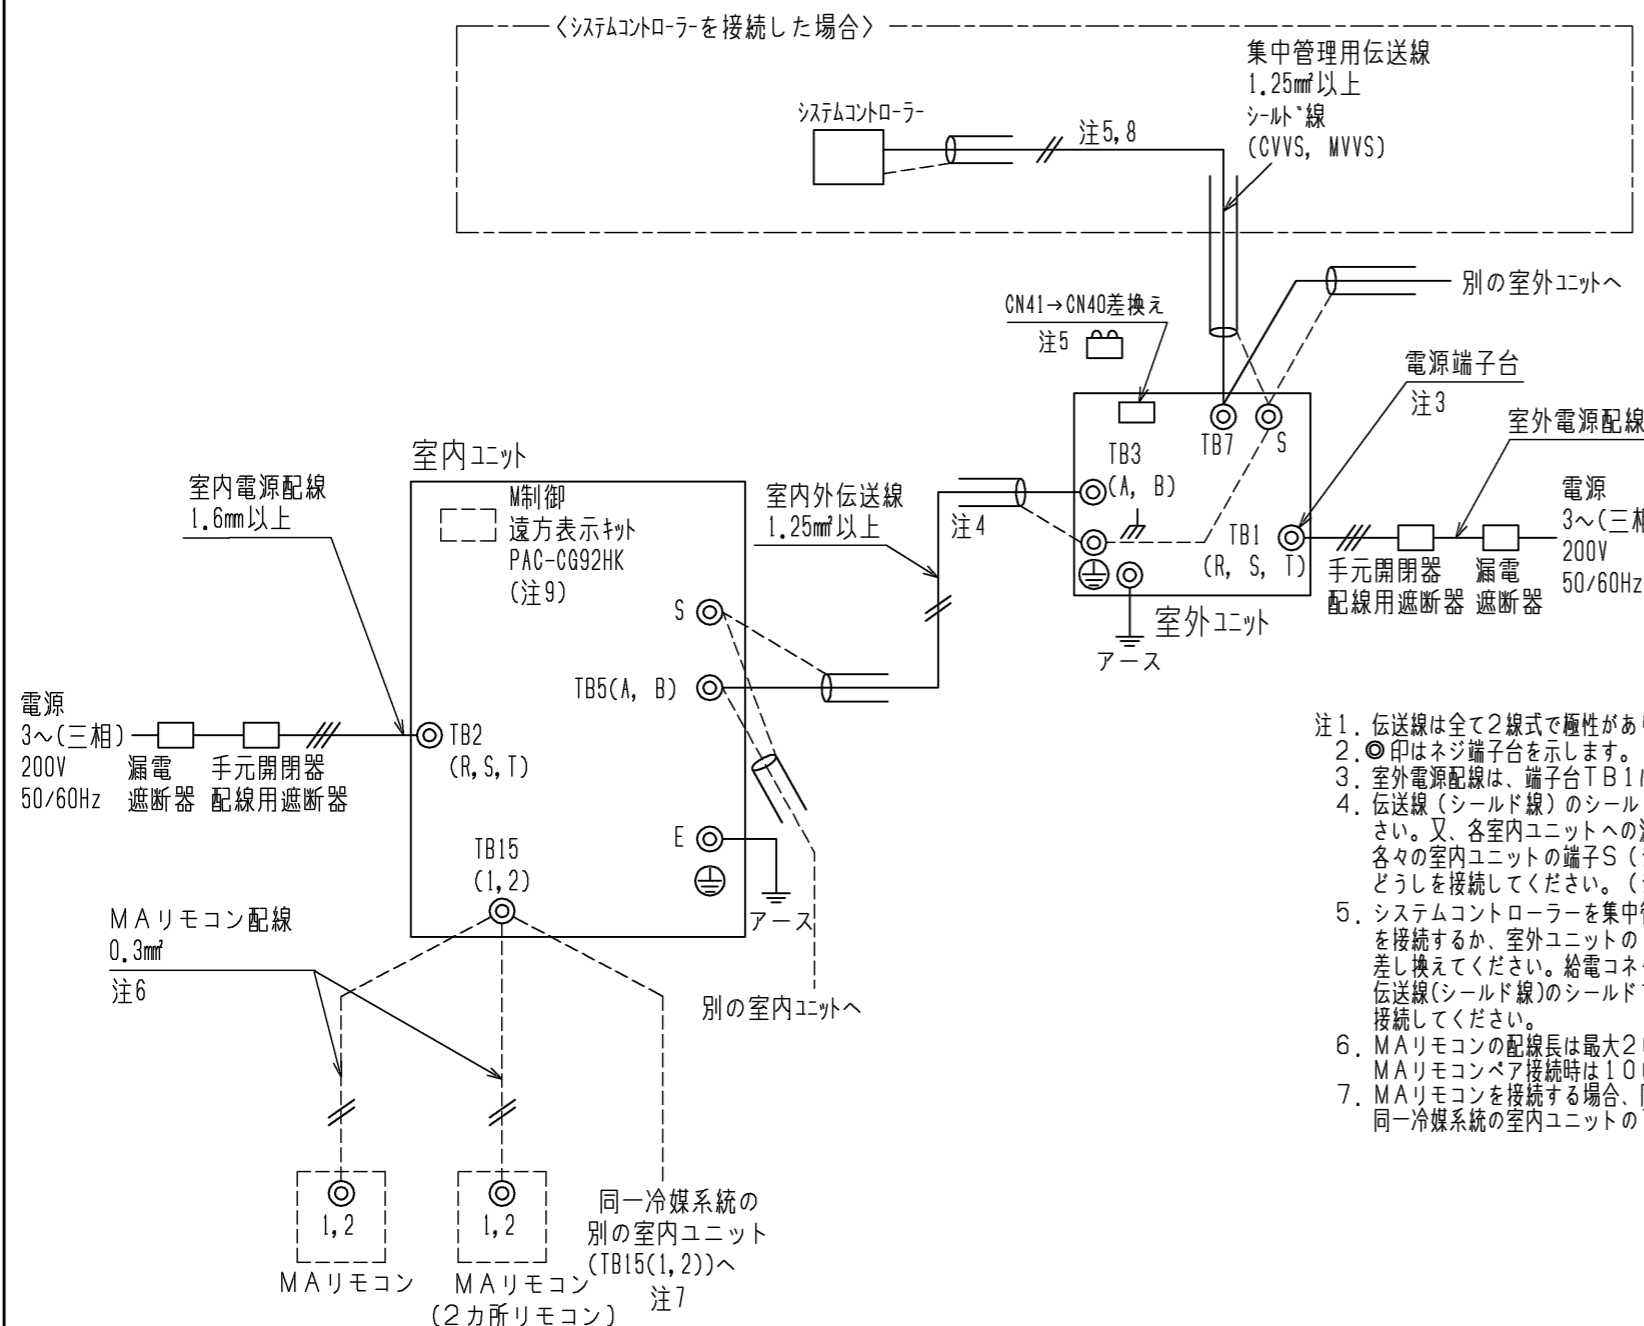 〈システムコントローラーを接続した場合〉
集中管理用伝送線
1.25㎟以上
シールド線
(CVVS, MVVS)
システムコントローラー
注5,8
別の室外ユニットへ
CN41→CN40差換え
注5
電源端子台
注3
室外電源配線
TB7
S
TB3
(A, B)
TB1
(R, S, T)
手元開閉器
配線用遮断器
漏電
遮断器
電源
3～(三相
200V
50/60Hz
室外ユニット
アース
室内ユニット
M制御
遠方表示キット
PAC-CG92HK
(注9)
室内電源配線
1.6mm以上
室内外伝送線
1.25㎟以上
注4
S
TB5(A, B)
電源
3～(三相)
200V
50/60Hz
漏電
遮断器
手元開閉器
配線用遮断器
TB2
(R,S,T)
E
アース
TB15
(1,2)
MAリモコン配線
0.3㎟
注6
別の室内ユニットへ
1,2
MAリモコン
1,2
MAリモコン
(2カ所リモコン)
同一冷媒系統の
別の室内ユニット
(TB15(1,2))へ
注7
注1. 伝送線は全て2線式で極性があ
2. ◎印はネジ端子台を示します。
3. 室外電源配線は、端子台TB1
4. 伝送線（シールド線）のシール
さい。又、各室内ユニットへの
各々の室内ユニットの端子S（
どうしを接続してください。（
5. システムコントローラーを集中
を接続するか、室外ユニットの
差し換えてください。給電コネ
伝送線(シールド線)のシールド
接続してください。
6. MAリモコンの配線長は最大2
MAリモコンペア接続時は10
7. MAリモコンを接続する場合、
同一冷媒系統の室内ユニットの